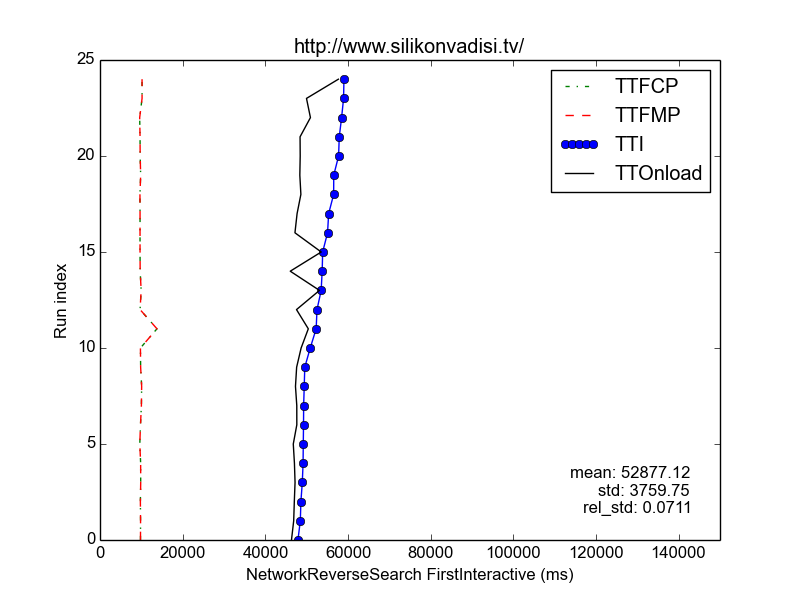 http://www.silikonvadisi.tv/
25
20
15
10
5
0
Run index
TTFCP
TTFMP
TTI
TTOnload
mean: 52877.12
std: 3759.75
rel_std: 0.0711
0 20000 40000 60000 80000 100000 120000 140000
NetworkReverseSearch FirstInteractive (ms)